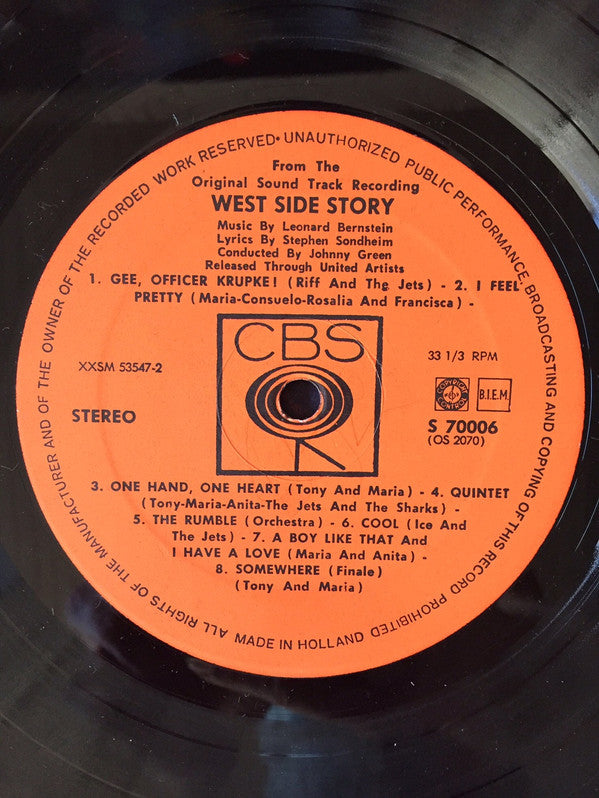 ALL RIGHTS OF THE MANUFACTURER AND OF THE OWNER OF THE RECORDED WORK RESERVED • UNAUTHORIZED PUBLIC PERFORMANCE, BROADCASTING AND COPYING OF THIS RECORD PROHIBITED
From The
Original Sound Track Recording
WEST SIDE STORY
Music By Leonard Bernstein
Lyrics By Stephen Sondheim
Conducted By Johnny Green
Released Through United Artists
1. GEE, OFFICER KRUPKE! (Riff And The Jets) - 2. I FEEL
PRETTY (Maria-Consuelo-Rosalia And Francisca) -
CBS
XXSM 53547-2
33 1/3 RPM
B.I.E.M.
STEREO
S 70006
(OS 2070)
3. ONE HAND, ONE HEART (Tony And Maria) - 4. QUINTET
(Tony-Maria-Anita-The Jets And The Sharks) -
5. THE RUMBLE (Orchestra) - 6. COOL (Ice And
The Jets) - 7. A BOY LIKE THAT And
I HAVE A LOVE (Maria And Anita) -
8. SOMEWHERE (Finale)
(Tony And Maria)
MADE IN HOLLAND